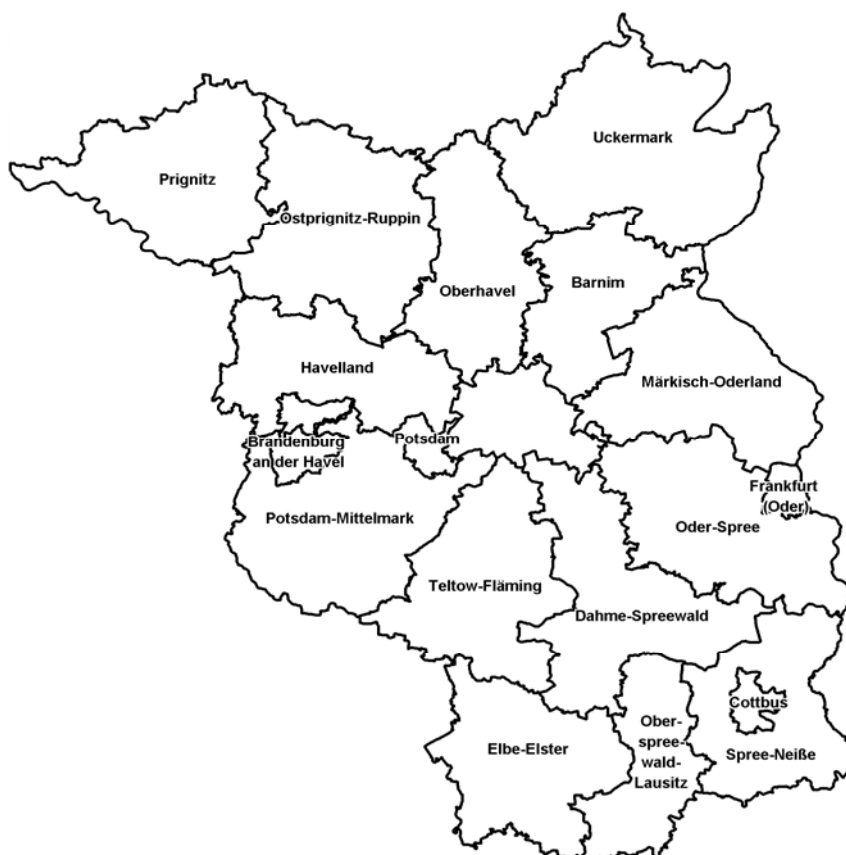 Uckermark
Prignitz
Ostprignitz-Ruppin
Barnim
Oberhavel
Havelland
Märkisch-Oderland
Brandenburg
an der Havel
Potsdam
Frankfurt
(Oder)
Potsdam-Mittelmark
Oder-Spree
Teltow-Fläming
Dahme-Spreewald
Cottbus
Ober-
spree-
wald-
Lausitz
Elbe-Elster
Spree-Neiße